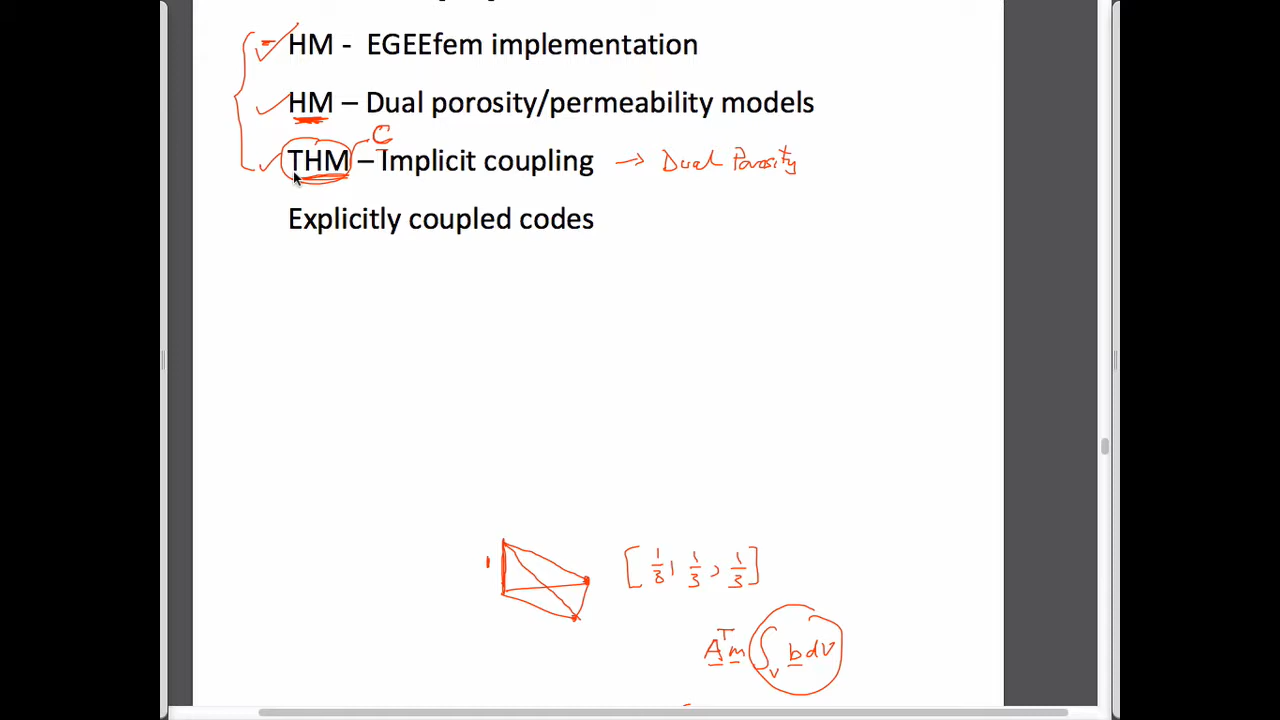 HM - EGEEfem implementation
HM – Dual porosity/permeability models
C
THM – Implicit coupling → Dual Porosity
Explicitly coupled codes
1 [ 1/3, 1/3, 1/3 ]
A^T m ∫_V b dV